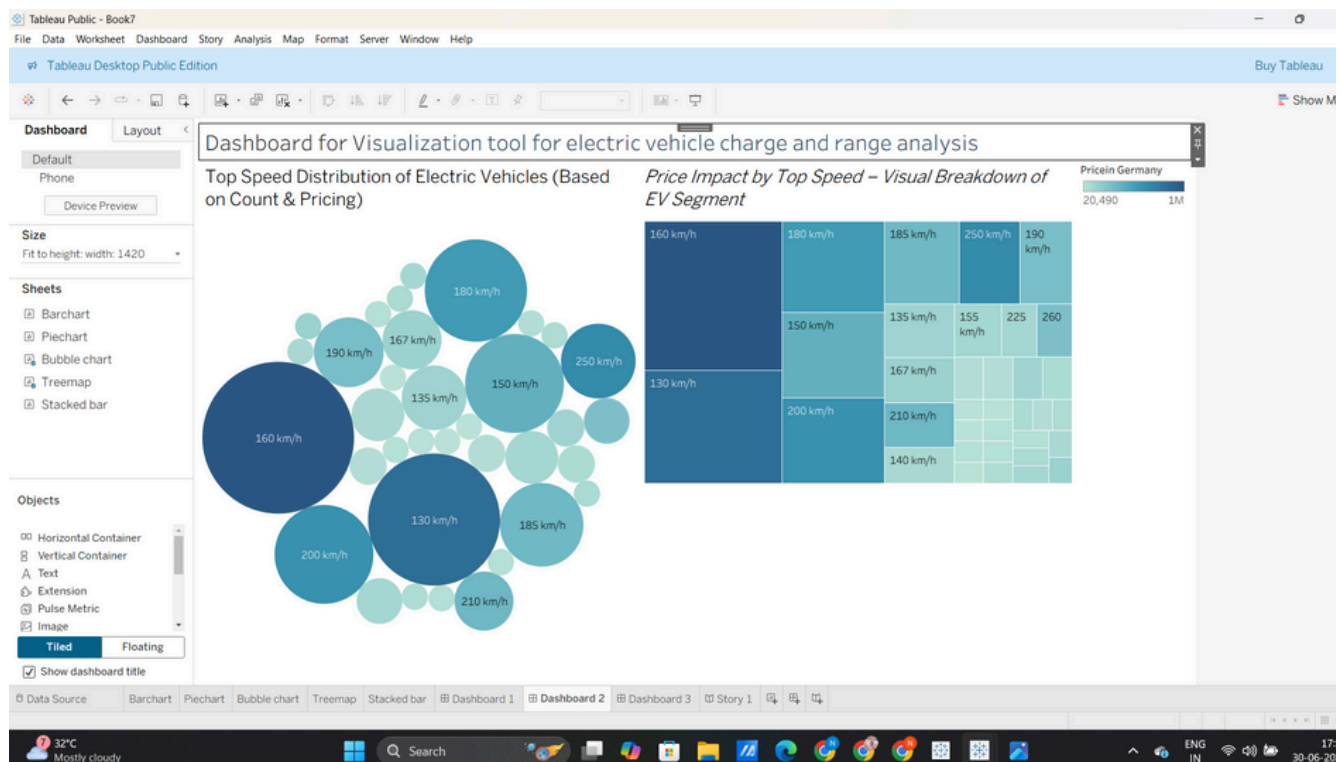 Tableau Public - Book7
File Data Worksheet Dashboard Story Analysis Map Format Server Window Help
Tableau Desktop Public Edition
Buy Tableau
Show M
Dashboard
Layout
Default
Phone
Device Preview
Size
Fit to height: width: 1420
Sheets
Barchart
Piechart
Bubble chart
Treemap
Stacked bar
Objects
Horizontal Container
Vertical Container
Text
Extension
Pulse Metric
Image
Tiled
Floating
Show dashboard title
Dashboard for Visualization tool for electric vehicle charge and range analysis
Top Speed Distribution of Electric Vehicles (Based
on Count & Pricing)
180 km/h
190 km/h
167 km/h
250 km/h
150 km/h
135 km/h
160 km/h
130 km/h
185 km/h
200 km/h
210 km/h
Price Impact by Top Speed – Visual Breakdown of
EV Segment
160 km/h
180 km/h
185 km/h
250 km/h
190
km/h
150 km/h
135 km/h
155
km/h
225
260
130 km/h
167 km/h
200 km/h
210 km/h
140 km/h
Pricein Germany
20,490 1M
Data Source Barchart Piechart Bubble chart Treemap Stacked bar Dashboard 1 Dashboard 2 Dashboard 3 Story 1
7
32°C
Mostly cloudy
Search
ENG
IN
17:
30-06-20